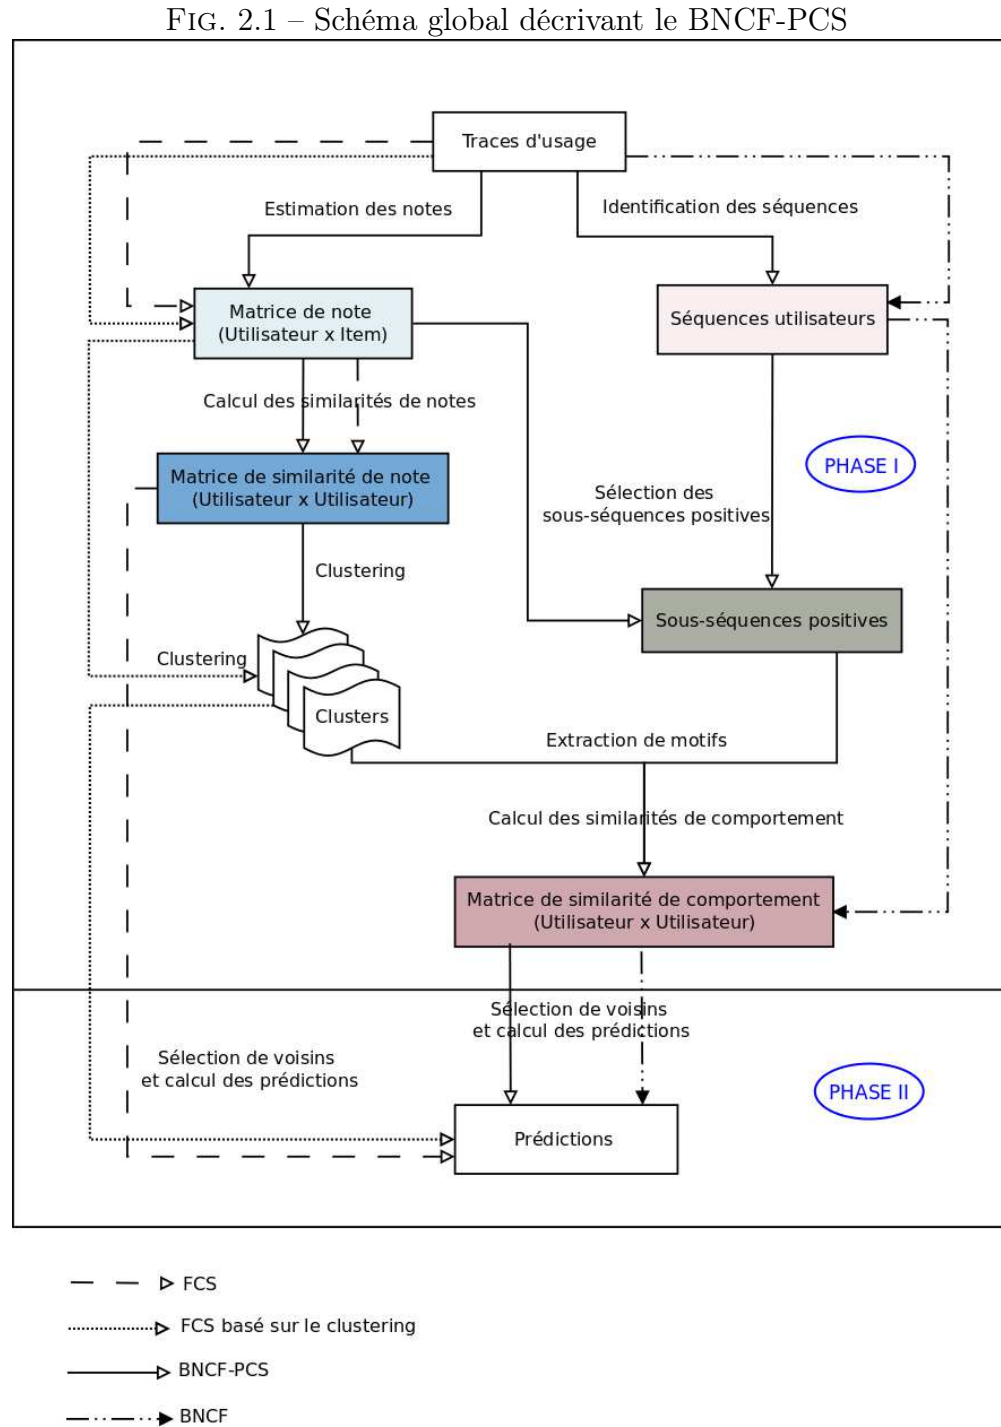 FIG. 2.1 – Schéma global décrivant le BNCF-PCS
Traces d'usage
Estimation des notes
Identification des séquences
Matrice de note
(Utilisateur x Item)
Séquences utilisateurs
Calcul des similarités de notes
PHASE I
Matrice de similarité de note
(Utilisateur x Utilisateur)
Sélection des
sous-séquences positives
Clustering
Sous-séquences positives
Clustering
Clusters
Extraction de motifs
Calcul des similarités de comportement
Matrice de similarité de comportement
(Utilisateur x Utilisateur)
Sélection de voisins
et calcul des prédictions
Sélection de voisins
et calcul des prédictions
PHASE II
Prédictions
FCS
FCS basé sur le clustering
BNCF-PCS
BNCF